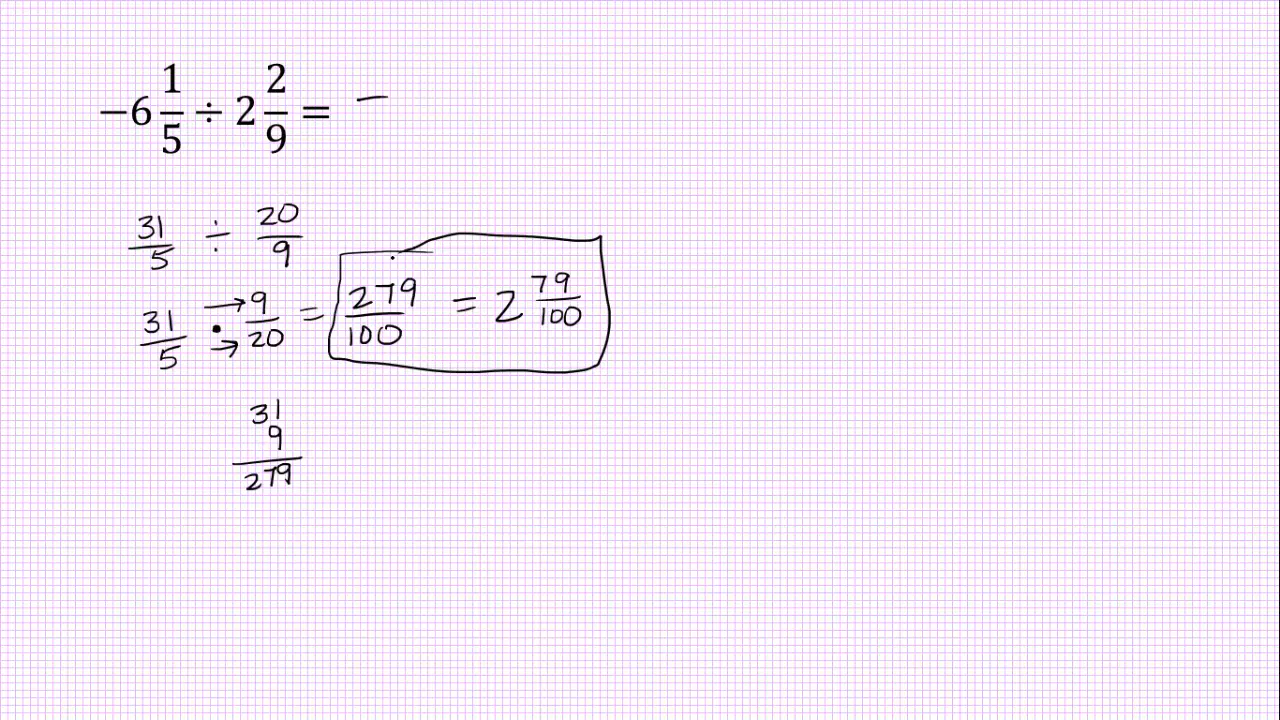 −6 1/5 ÷ 2 2/9 = −
31/5 ÷ 20/9
31/5 • → → 9/20 = 279/100 = 2 79/100
31
9
279